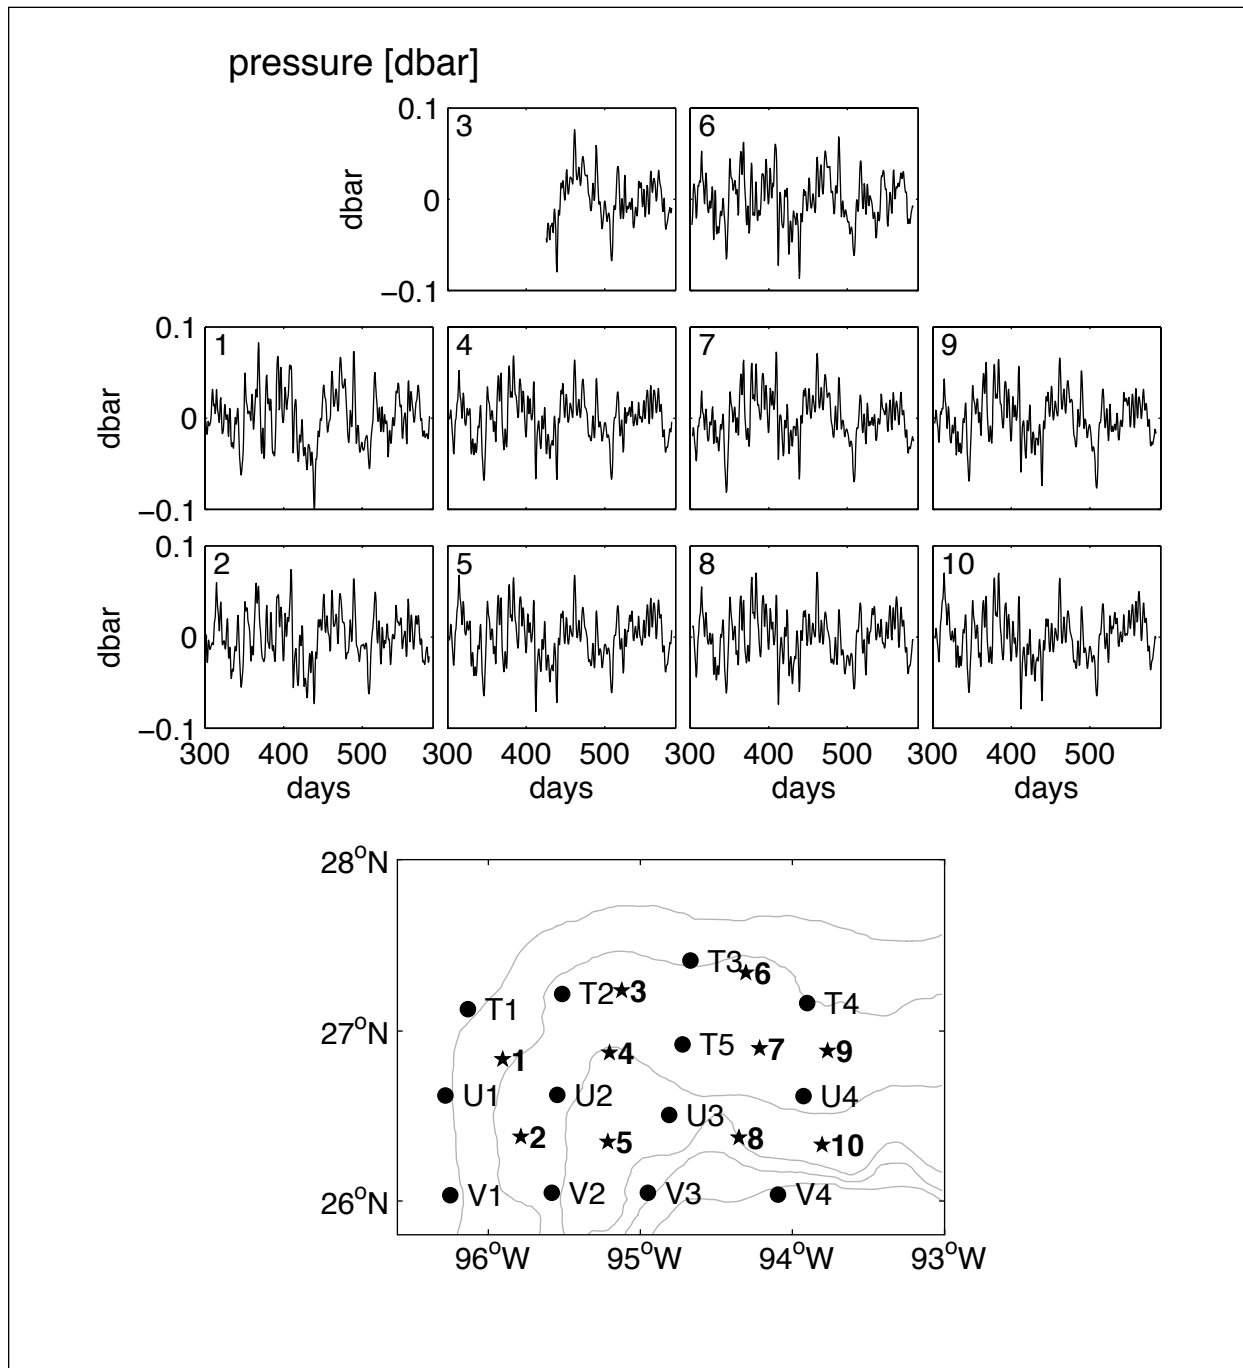 pressure [dbar]
0.1 3 6
dbar 0
−0.1
0.1 1 4 7 9
dbar 0
−0.1
0.1 2 5 8 10
dbar 0
−0.1
300 400 500 300 400 500 300 400 500 300 400 500
days days days days
28°N
T3 6
T2 3
T1 T4
27°N
T5 7 9
1 4
U1 U2 U4
U3
2 5 8 10
26°N V1 V2 V3 V4
96°W 95°W 94°W 93°W